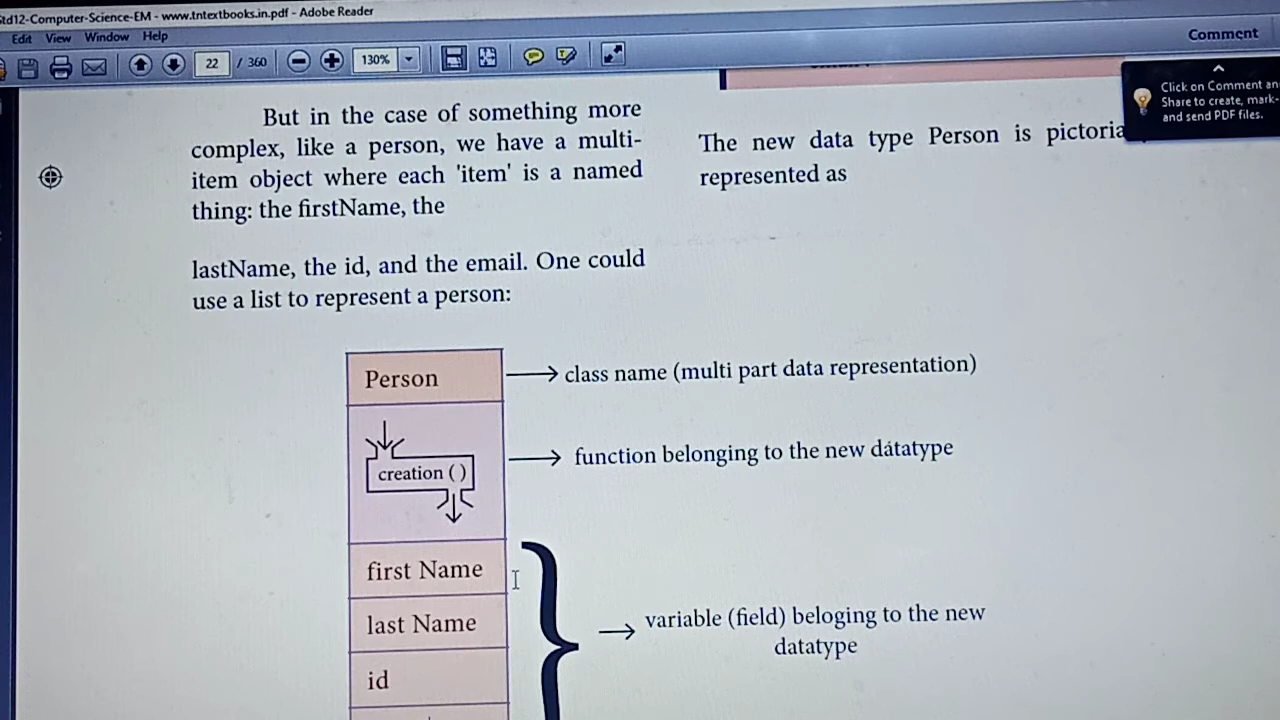 Std12-Computer-Science-EM - www.tntextbooks.in.pdf - Adobe Reader
Edit View Window Help
Comment
22 / 360
130%
Click on Comment an
Share to create, mark-
and send PDF files.
But in the case of something more
complex, like a person, we have a multi-
item object where each 'item' is a named
thing: the firstName, the
lastName, the id, and the email. One could
use a list to represent a person:
The new data type Person is pictoria
represented as
Person
class name (multi part data representation)
creation ( )
function belonging to the new datatype
first Name
last Name
id
variable (field) beloging to the new
datatype